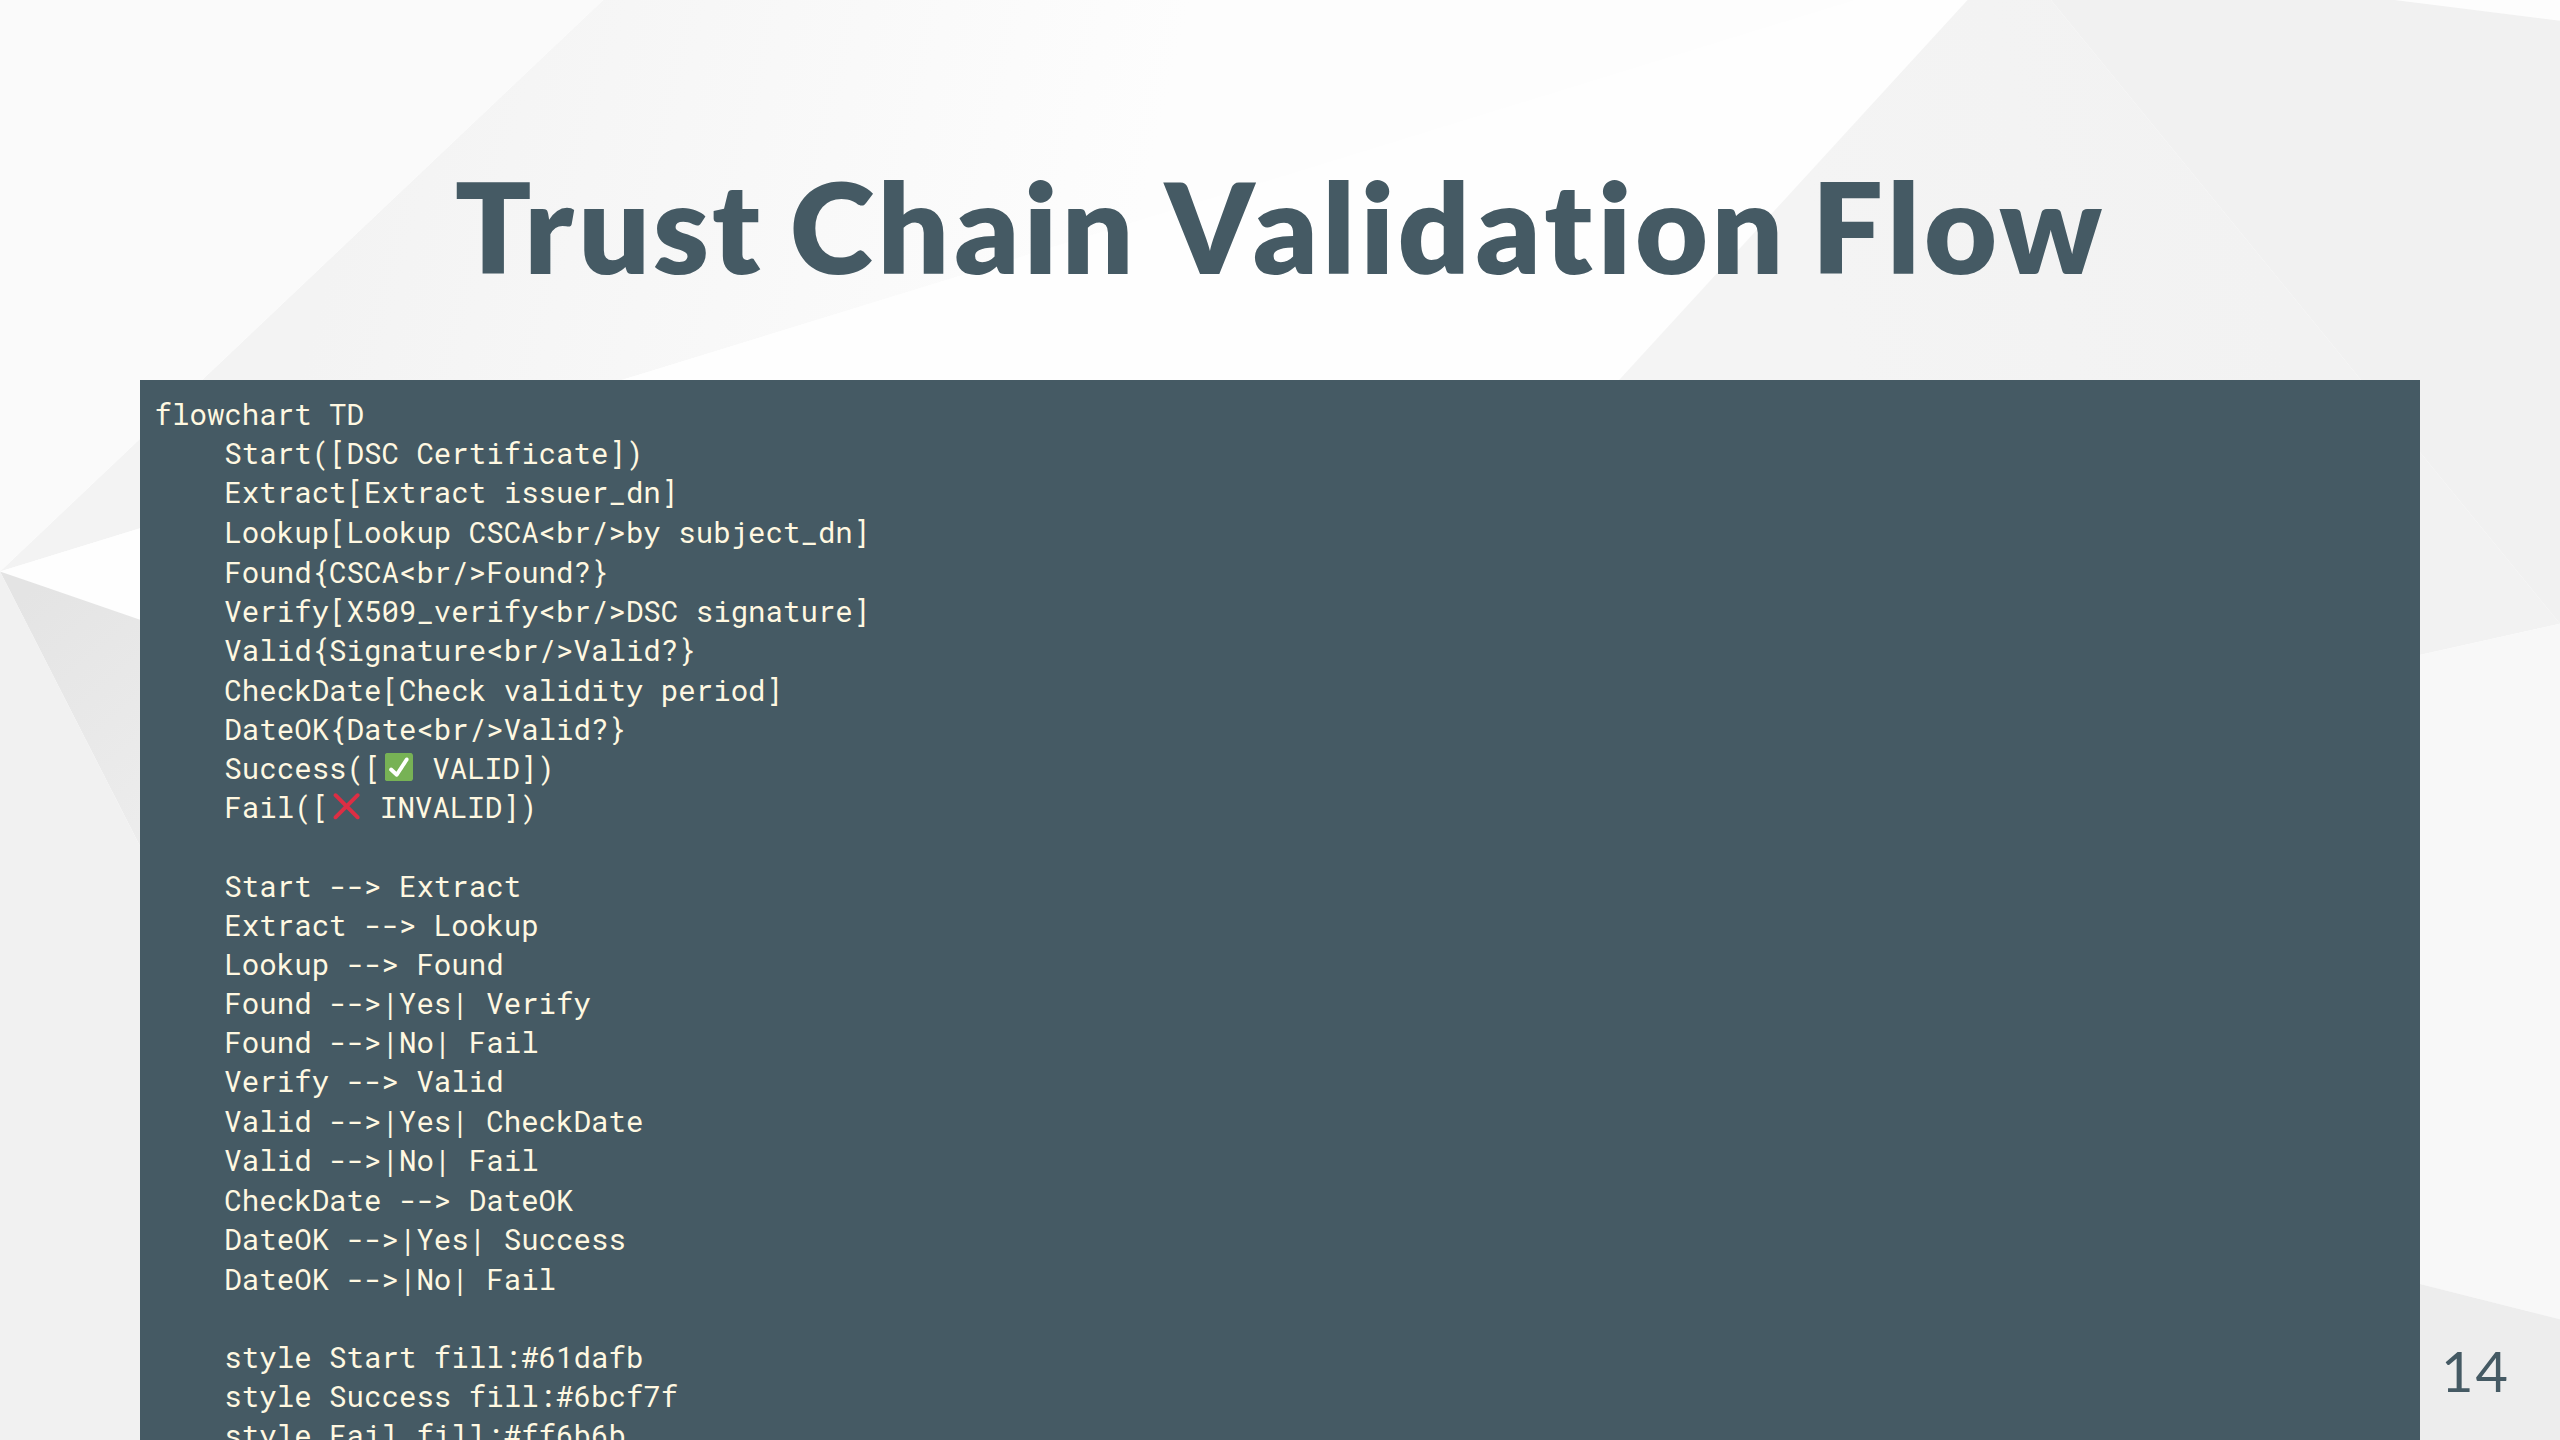 Trust Chain Validation Flow
flowchart TD
    Start([DSC Certificate])
    Extract[Extract issuer_dn]
    Lookup[Lookup CSCA<br/>by subject_dn]
    Found{CSCA<br/>Found?}
    Verify[X509_verify<br/>DSC signature]
    Valid{Signature<br/>Valid?}
    CheckDate[Check validity period]
    DateOK{Date<br/>Valid?}
    Success([✅ VALID])
    Fail([❌ INVALID])

    Start --> Extract
    Extract --> Lookup
    Lookup --> Found
    Found -->|Yes| Verify
    Found -->|No| Fail
    Verify --> Valid
    Valid -->|Yes| CheckDate
    Valid -->|No| Fail
    CheckDate --> DateOK
    DateOK -->|Yes| Success
    DateOK -->|No| Fail

    style Start fill:#61dafb
    style Success fill:#6bcf7f
    style Fail fill:#ff6b6b
14